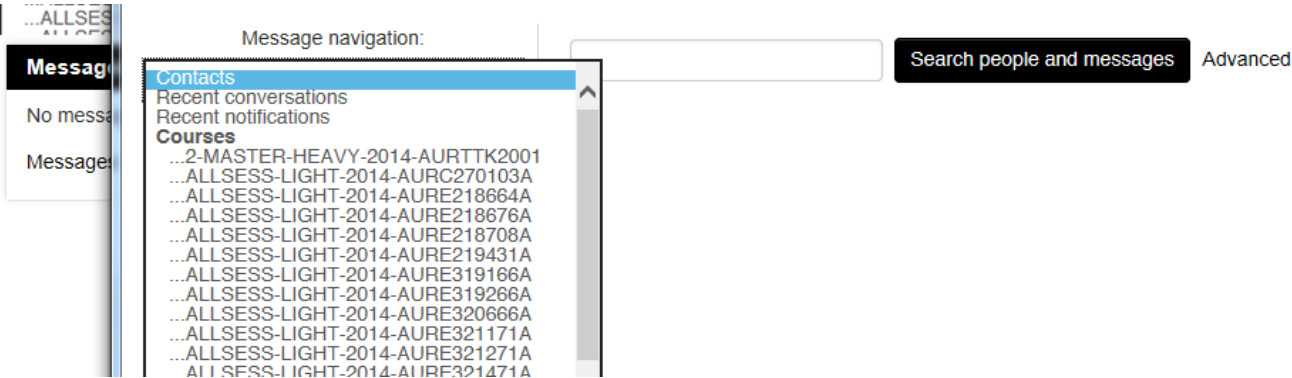 ...ALLSES
Message navigation:
Search people and messages
Advanced
Messag
No messa
Messages
Contacts
Recent conversations
Recent notifications
Courses
...2-MASTER-HEAVY-2014-AURTTK2001
...ALLSESS-LIGHT-2014-AURC270103A
...ALLSESS-LIGHT-2014-AURE218664A
...ALLSESS-LIGHT-2014-AURE218676A
...ALLSESS-LIGHT-2014-AURE218708A
...ALLSESS-LIGHT-2014-AURE219431A
...ALLSESS-LIGHT-2014-AURE319166A
...ALLSESS-LIGHT-2014-AURE319266A
...ALLSESS-LIGHT-2014-AURE320666A
...ALLSESS-LIGHT-2014-AURE321171A
...ALLSESS-LIGHT-2014-AURE321271A
...ALLSESS-LIGHT-2014-AURE321471A